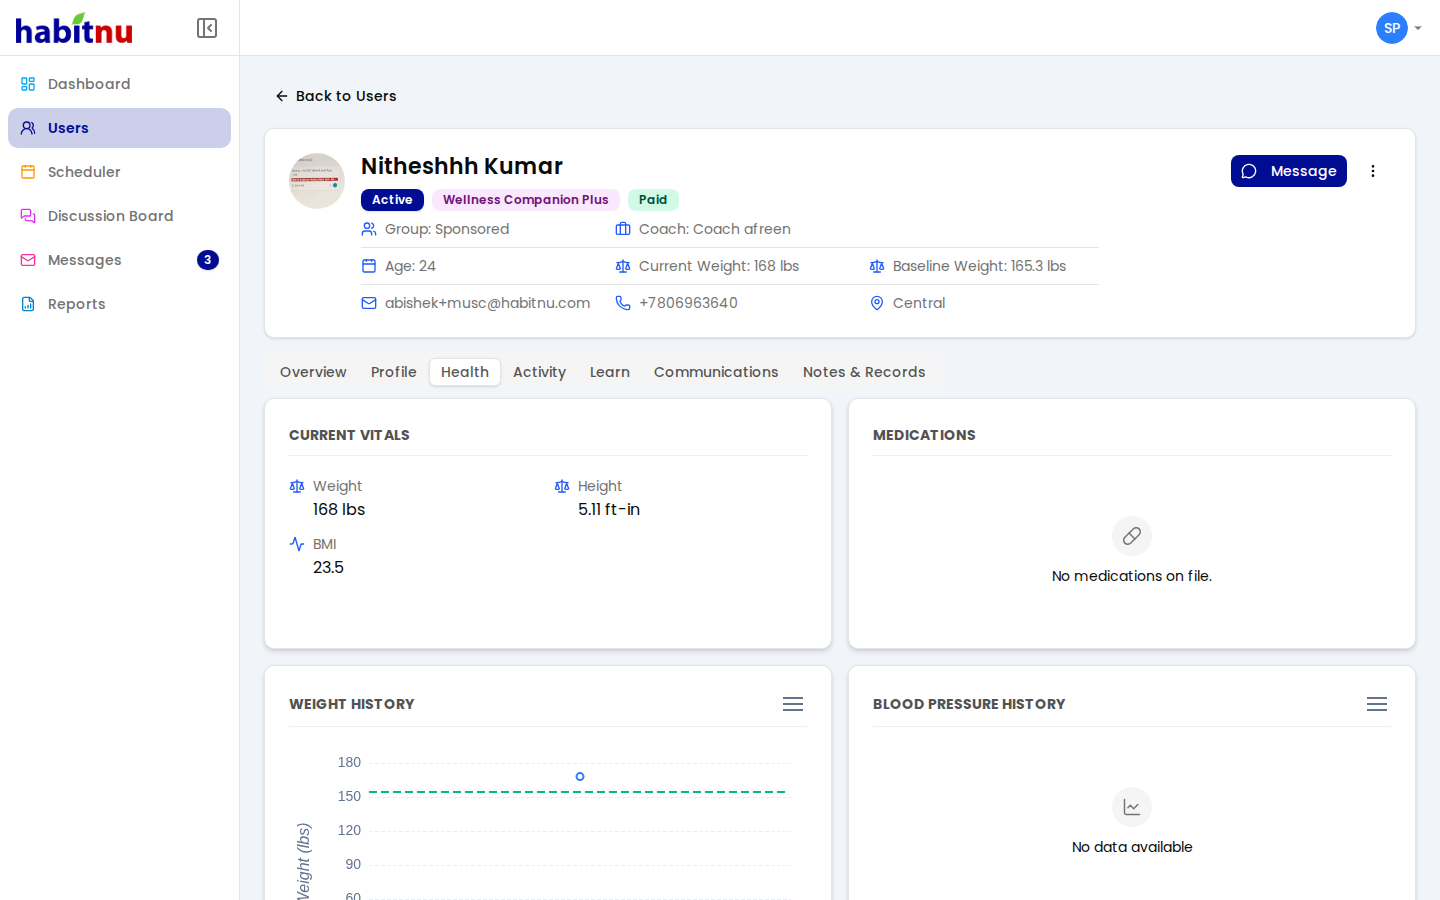 habitnu
SP
Dashboard
Users
Scheduler
Discussion Board
Messages 3
Reports
Back to Users
Nitheshhh Kumar
Message
Active Wellness Companion Plus Paid
Group: Sponsored Coach: Coach afreen
Age: 24 Current Weight: 168 lbs Baseline Weight: 165.3 lbs
abishek+musc@habitnu.com +7806963640 Central
Overview Profile Health Activity Learn Communications Notes & Records
CURRENT VITALS
Weight Height
168 lbs 5.11 ft-in
BMI
23.5
MEDICATIONS
No medications on file.
WEIGHT HISTORY
180
150
120
90
60
Weight (lbs)
BLOOD PRESSURE HISTORY
No data available